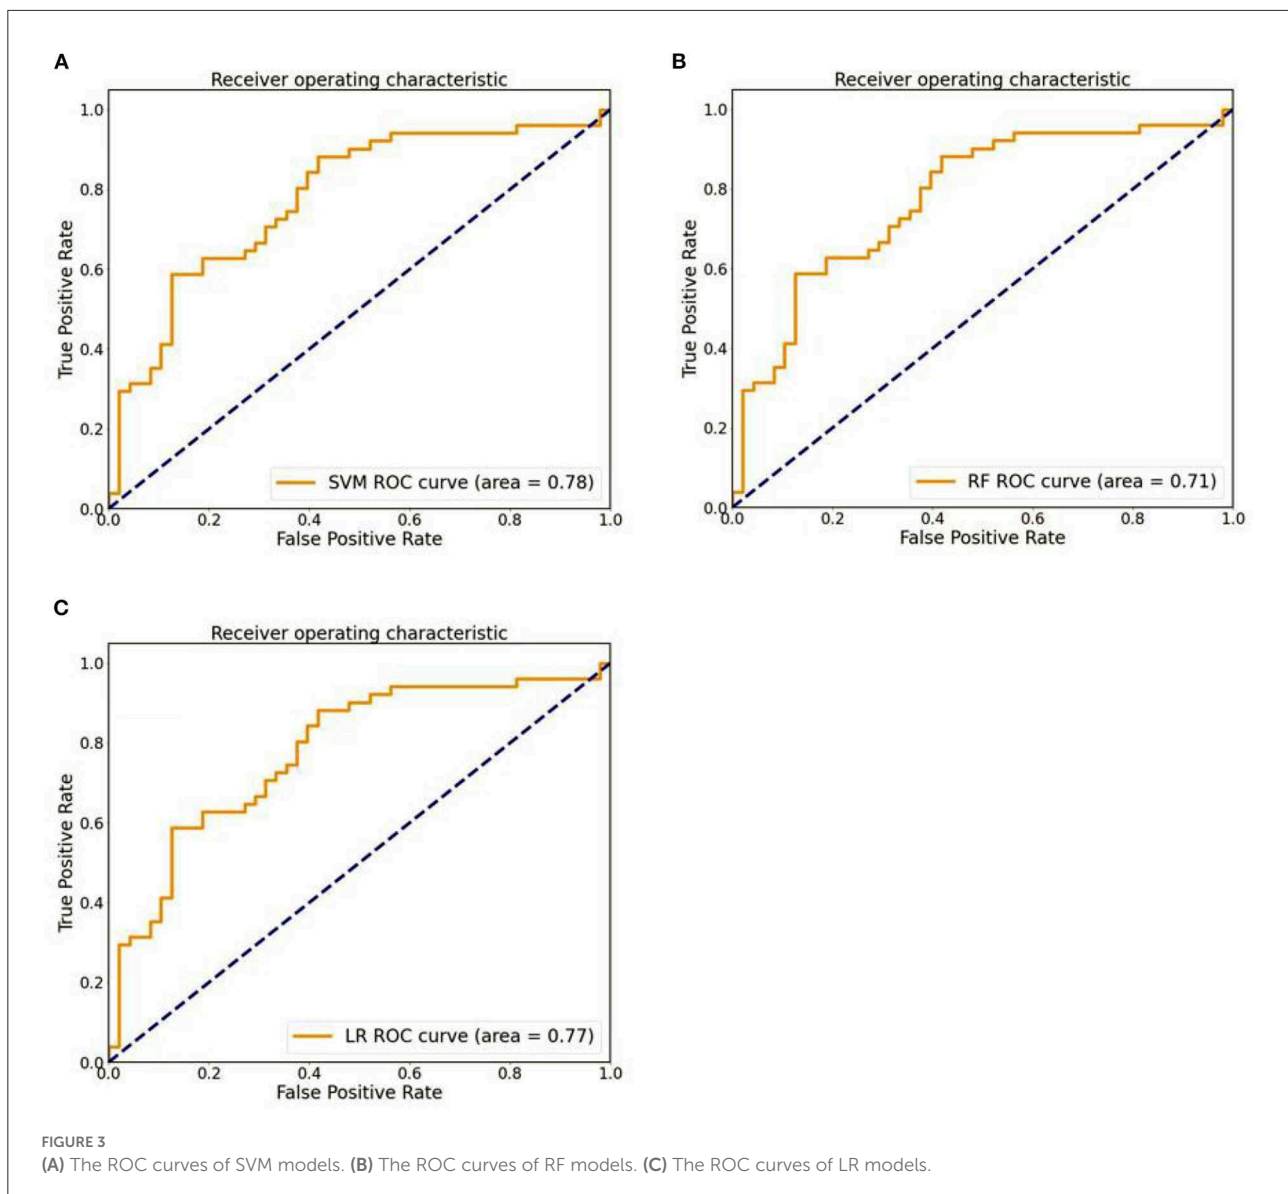 A
Receiver operating characteristic
1.0
0.8
0.6
0.4
0.2
0.0
True Positive Rate
SVM ROC curve (area = 0.78)
0.0 0.2 0.4 0.6 0.8 1.0
False Positive Rate
B
Receiver operating characteristic
1.0
0.8
0.6
0.4
0.2
0.0
True Positive Rate
RF ROC curve (area = 0.71)
0.0 0.2 0.4 0.6 0.8 1.0
False Positive Rate
C
Receiver operating characteristic
1.0
0.8
0.6
0.4
0.2
0.0
True Positive Rate
LR ROC curve (area = 0.77)
0.0 0.2 0.4 0.6 0.8 1.0
False Positive Rate
FIGURE 3
(A) The ROC curves of SVM models. (B) The ROC curves of RF models. (C) The ROC curves of LR models.